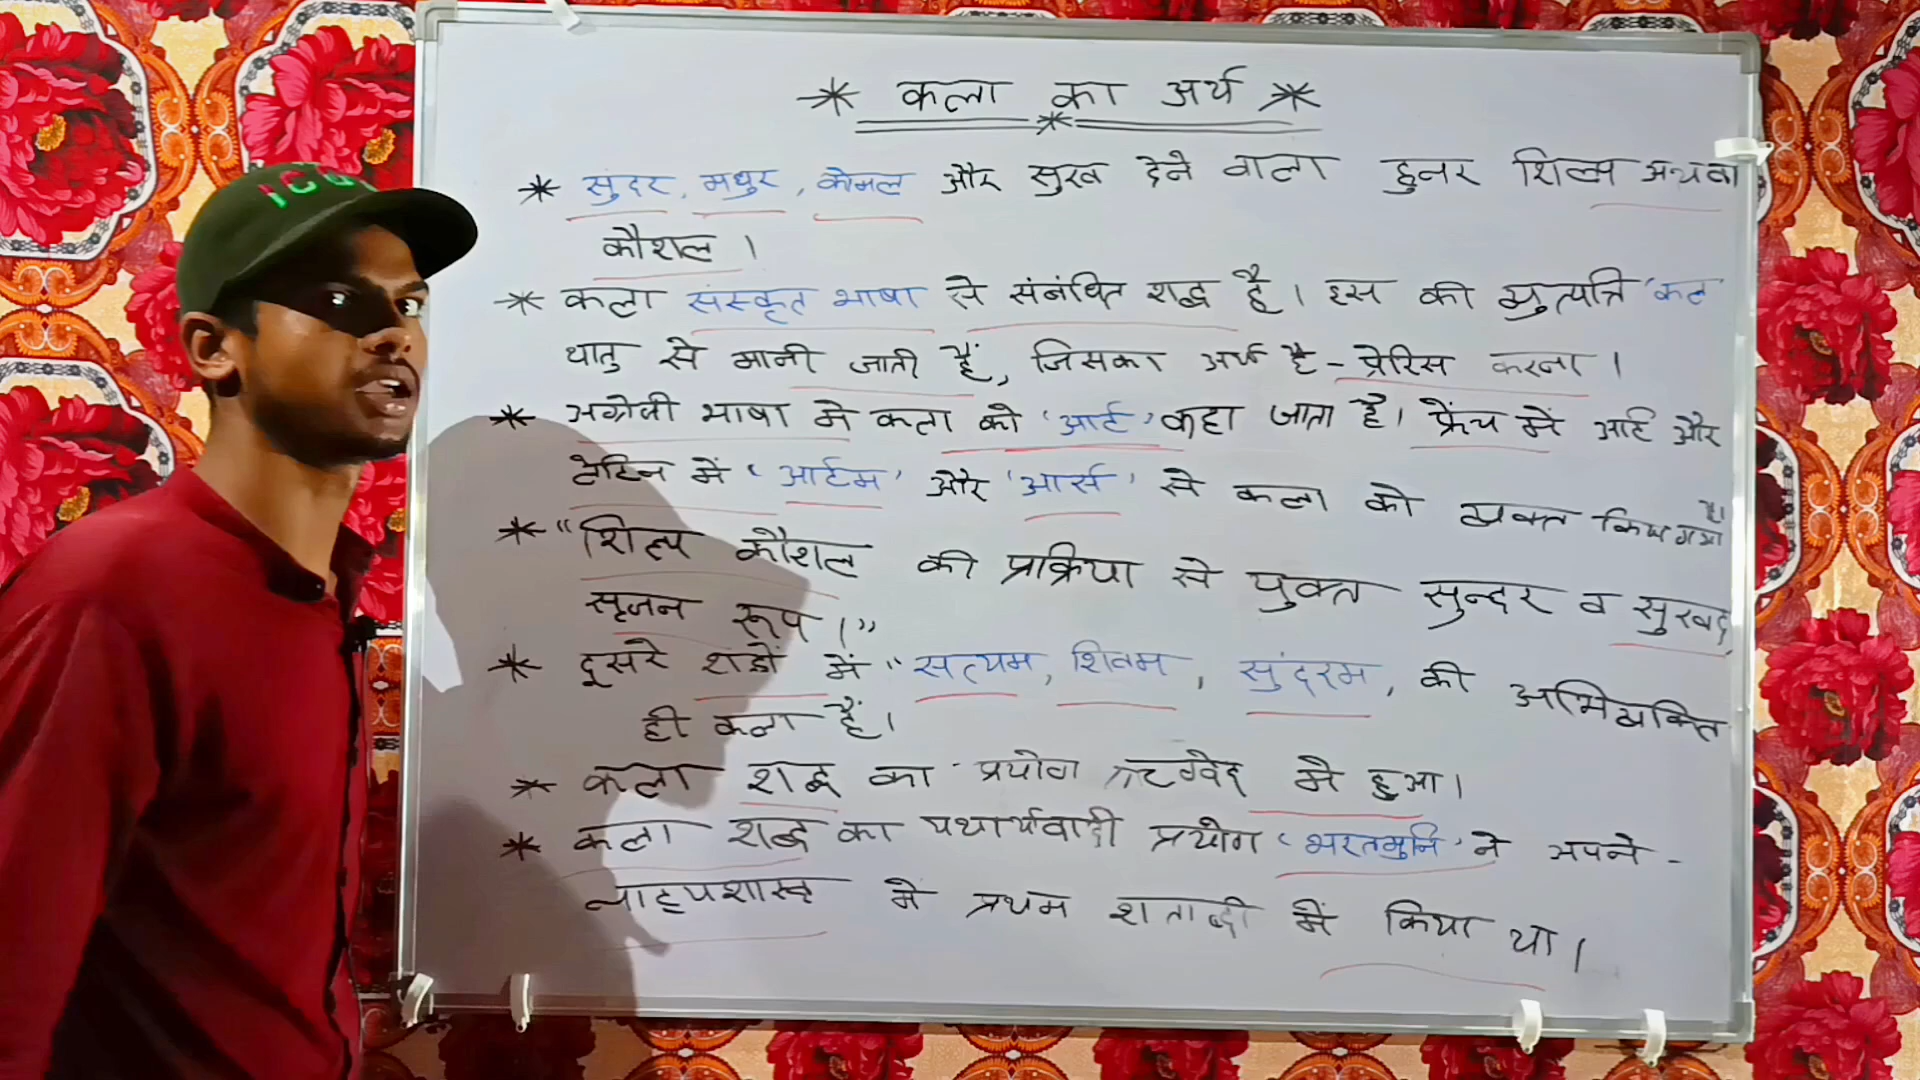 * कला का अर्थ *
* सुंदर, मधुर, कोमल और सुख देने वाला हुनर शिल्प अथवा
कौशल ।
* कला संस्कृत भाषा से संबंधित शब्द है । इस की व्युत्पत्ति 'कल'
धातु से मानी जाती हैं, जिसका अर्थ है - प्रेरित करना ।
* अंग्रेजी भाषा में कला को 'आर्ट' कहा जाता है। फ्रेंच में आर्ट और
लैटिन में 'आर्टम' और 'आर्स' से कला को व्यक्त किया गया है।
* "शिल्प कौशल की प्रक्रिया से युक्त सुन्दर व सुखद
सृजन रूप ।"
* दूसरे शब्दों में "सत्यम, शिवम, सुंदरम, की अभिव्यक्ति
ही कला हैं।
* कला शब्द का प्रयोग ऋग्वेद में हुआ।
* कला शब्द का यथार्थवादी प्रयोग 'भरतमुनि' ने अपने -
नाट्यशास्त्र में प्रथम शताब्दी में किया था।